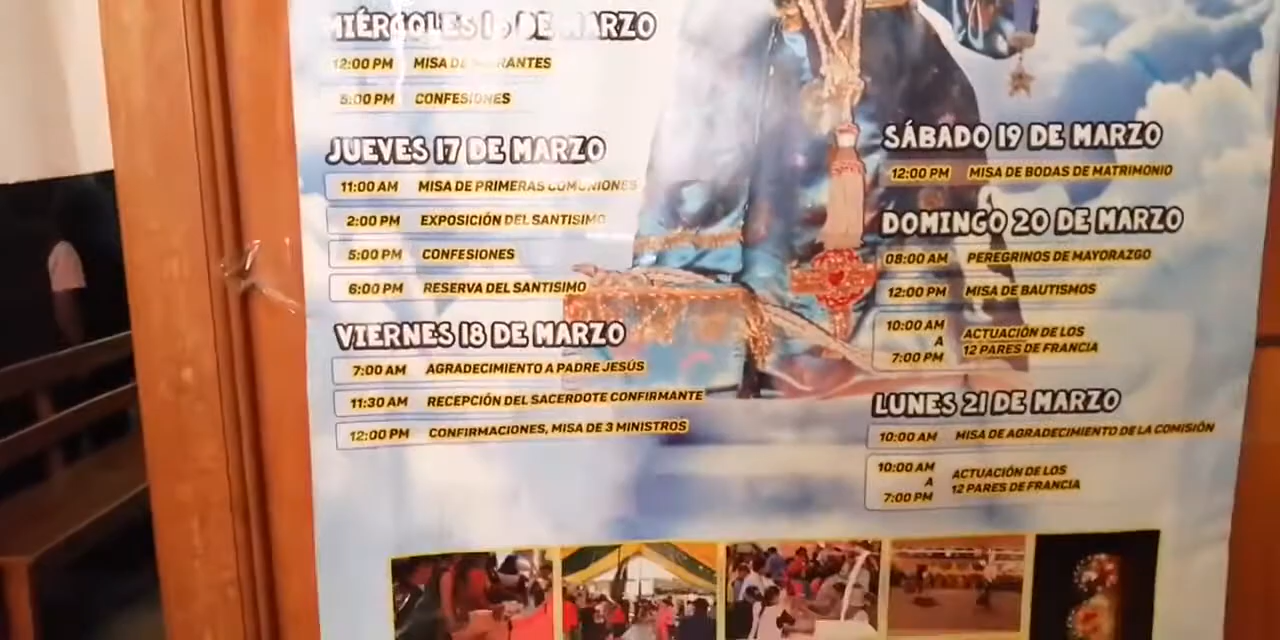 MIÉRCOLES 16 DE MARZO
12:00 PM MISA DE
5:00 PM CONFESIONES
JUEVES 17 DE MARZO
11:00 AM MISA DE PRIMERAS COMUNIONES
2:00 PM EXPOSICIÓN DEL SANTISIMO
5:00 PM CONFESIONES
6:00 PM RESERVA DEL SANTISIMO
VIERNES 18 DE MARZO
7:00 AM AGRADECIMIENTO A PADRE JESÚS
11:30 AM RECEPCIÓN DEL SACERDOTE CONFIRMANTE
12:00 PM CONFIRMACIONES, MISA DE 3 MINISTROS
SÁBADO 19 DE MARZO
12:00 PM MISA DE BODAS DE MATRIMONIO
DOMINGO 20 DE MARZO
08:00 AM PEREGRINOS DE MAYORAZGO
12:00 PM MISA DE BAUTISMOS
10:00 AM
A
7:00 PM
ACTUACIÓN DE LOS
12 PARES DE FRANCIA
LUNES 21 DE MARZO
10:00 AM MISA DE AGRADECIMIENTO DE LA COMISIÓN
10:00 AM
A
7:00 PM
ACTUACIÓN DE LOS
12 PARES DE FRANCIA